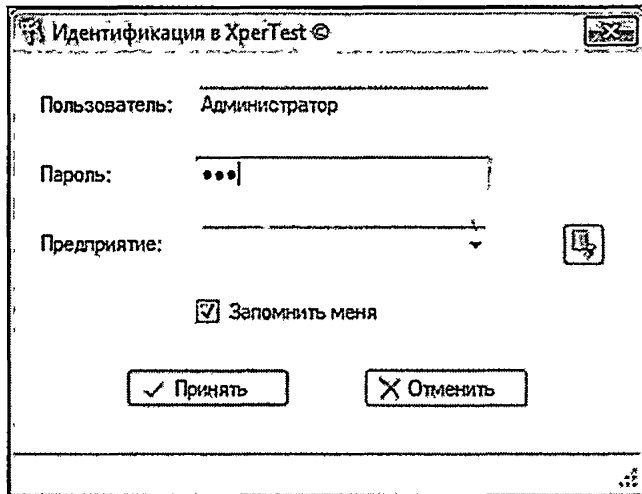 Идентификация в XperTest ©
Пользователь: Администратор
Пароль: •••
Предприятие:
Запомнить меня
Принять
Отменить